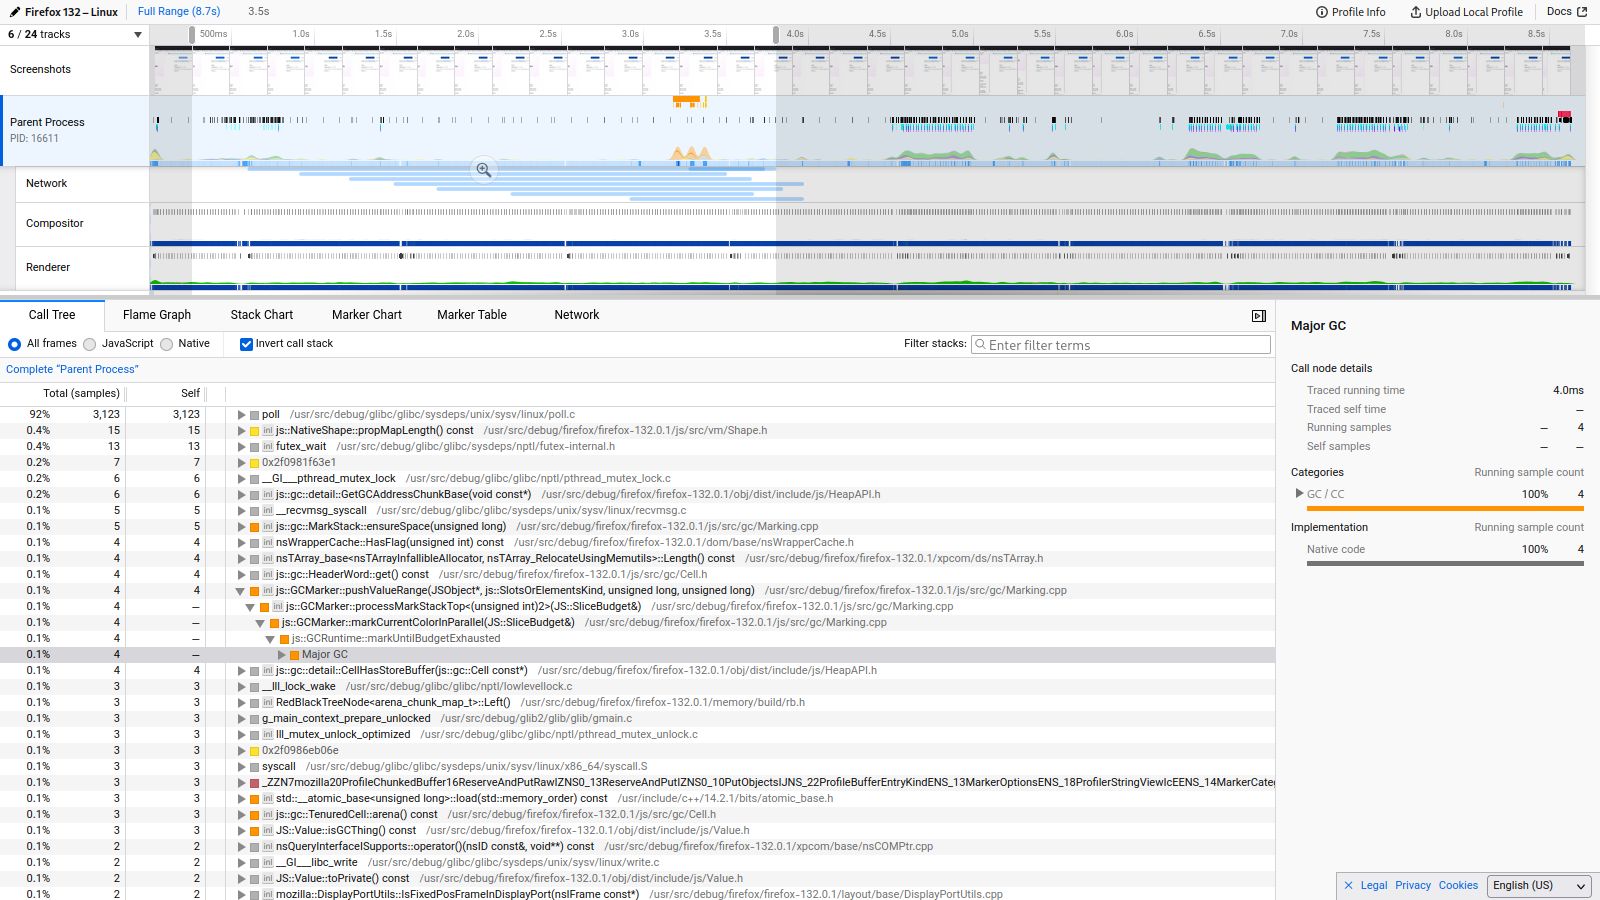 Firefox 132 – Linux Full Range (8.7s) 3.5s Profile Info Upload Local Profile Docs
6 / 24 tracks 500ms 1.0s 1.5s 2.0s 2.5s 3.0s 3.5s 4.0s 4.5s 5.0s 5.5s 6.0s 6.5s 7.0s 7.5s 8.0s 8.5s
Screenshots
Parent Process
PID: 16611
Network
Compositor
Renderer
Call Tree Flame Graph Stack Chart Marker Chart Marker Table Network
All frames JavaScript Native Invert call stack Filter stacks: Enter filter terms
Complete “Parent Process”
Total (samples) Self
92% 3,123 3,123 poll /usr/src/debug/glibc/glibc/sysdeps/unix/sysv/linux/poll.c
0.4% 15 15 inl js::NativeShape::propMapLength() const /usr/src/debug/firefox/firefox-132.0.1/js/src/vm/Shape.h
0.4% 13 13 inl futex_wait /usr/src/debug/glibc/glibc/sysdeps/nptl/futex-internal.h
0.2% 7 7 0x2f0981f63e1
0.2% 6 6 __GI___pthread_mutex_lock /usr/src/debug/glibc/glibc/nptl/pthread_mutex_lock.c
0.2% 6 6 inl js::gc::detail::GetGCAddressChunkBase(void const*) /usr/src/debug/firefox/firefox-132.0.1/obj/dist/include/js/HeapAPI.h
0.1% 5 5 inl __recvmsg_syscall /usr/src/debug/glibc/glibc/sysdeps/unix/sysv/linux/recvmsg.c
0.1% 5 5 inl js::gc::MarkStack::ensureSpace(unsigned long) /usr/src/debug/firefox/firefox-132.0.1/js/src/gc/Marking.cpp
0.1% 4 4 inl nsWrapperCache::HasFlag(unsigned int) const /usr/src/debug/firefox/firefox-132.0.1/dom/base/nsWrapperCache.h
0.1% 4 4 inl nsTArray_base<nsTArrayInfallibleAllocator, nsTArray_RelocateUsingMemutils>::Length() const /usr/src/debug/firefox/firefox-132.0.1/xpcom/ds/nsTArray.h
0.1% 4 4 inl js::gc::HeaderWord::get() const /usr/src/debug/firefox/firefox-132.0.1/js/src/gc/Cell.h
0.1% 4 4 inl js::GCMarker::pushValueRange(JSObject*, js::SlotsOrElementsKind, unsigned long, unsigned long) /usr/src/debug/firefox/firefox-132.0.1/js/src/gc/Marking.cpp
0.1% 4 — inl js::GCMarker::processMarkStackTop<(unsigned int)2>(JS::SliceBudget&) /usr/src/debug/firefox/firefox-132.0.1/js/src/gc/Marking.cpp
0.1% 4 — js::GCMarker::markCurrentColorInParallel(JS::SliceBudget&) /usr/src/debug/firefox/firefox-132.0.1/js/src/gc/Marking.cpp
0.1% 4 — js::GCRuntime::markUntilBudgetExhausted
0.1% 4 — Major GC
0.1% 4 4 inl js::gc::detail::CellHasStoreBuffer(js::gc::Cell const*) /usr/src/debug/firefox/firefox-132.0.1/obj/dist/include/js/HeapAPI.h
0.1% 3 3 __lll_lock_wake /usr/src/debug/glibc/glibc/nptl/lowlevellock.c
0.1% 3 3 inl RedBlackTreeNode<arena_chunk_map_t>::Left() /usr/src/debug/firefox/firefox-132.0.1/memory/build/rb.h
0.1% 3 3 g_main_context_prepare_unlocked /usr/src/debug/glib2/glib/glib/gmain.c
0.1% 3 3 inl lll_mutex_unlock_optimized /usr/src/debug/glibc/glibc/nptl/pthread_mutex_unlock.c
0.1% 3 3 0x2f0986eb06e
0.1% 3 3 syscall /usr/src/debug/glibc/glibc/sysdeps/unix/sysv/linux/x86_64/syscall.S
0.1% 3 3 _ZZN7mozilla20ProfileChunkedBuffer16ReserveAndPutRawIZNS0_13ReserveAndPutIZNS0_10PutObjectsIJNS_22ProfileBufferEntryKindENS_13MarkerOptionsENS_18ProfilerStringViewIcEENS_14MarkerCate
0.1% 3 3 inl std::__atomic_base<unsigned long>::load(std::memory_order) const /usr/include/c++/14.2.1/bits/atomic_base.h
0.1% 3 3 inl js::gc::TenuredCell::arena() const /usr/src/debug/firefox/firefox-132.0.1/js/src/gc/Cell.h
0.1% 3 3 inl JS::Value::isGCThing() const /usr/src/debug/firefox/firefox-132.0.1/obj/dist/include/js/Value.h
0.1% 2 2 inl nsQueryInterfaceISupports::operator()(nsID const&, void**) const /usr/src/debug/firefox/firefox-132.0.1/xpcom/base/nsCOMPtr.cpp
0.1% 2 2 inl __GI___libc_write /usr/src/debug/glibc/glibc/sysdeps/unix/sysv/linux/write.c
0.1% 2 2 inl JS::Value::toPrivate() const /usr/src/debug/firefox/firefox-132.0.1/obj/dist/include/js/Value.h
0.1% 2 2 inl mozilla::DisplayPortUtils::IsFixedPosFrameInDisplayPort(nsIFrame const*) /usr/src/debug/firefox/firefox-132.0.1/layout/base/DisplayPortUtils.cpp
Major GC
Call node details
Traced running time 4.0ms
Traced self time —
Running samples — 4
Self samples — —
Categories Running sample count
GC / CC 100% 4
Implementation Running sample count
Native code 100% 4
Legal Privacy Cookies English (US)